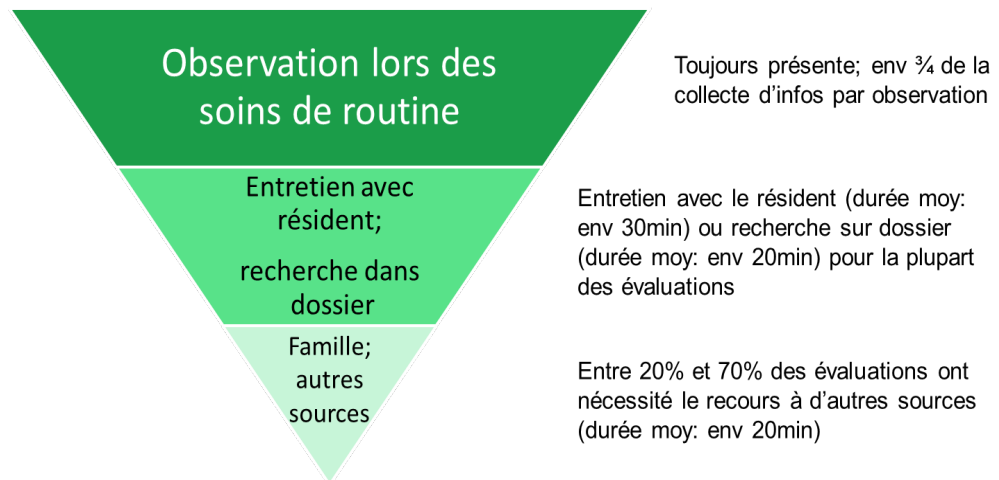 Observation lors des
soins de routine
Toujours présente; env ¾ de la
collecte d'infos par observation
Entretien avec
résident;
recherche dans
dossier
Entretien avec le résident (durée moy:
env 30min) ou recherche sur dossier
(durée moy: env 20min) pour la plupart
des évaluations
Famille;
autres
sources
Entre 20% et 70% des évaluations ont
nécessité le recours à d'autres sources
(durée moy: env 20min)